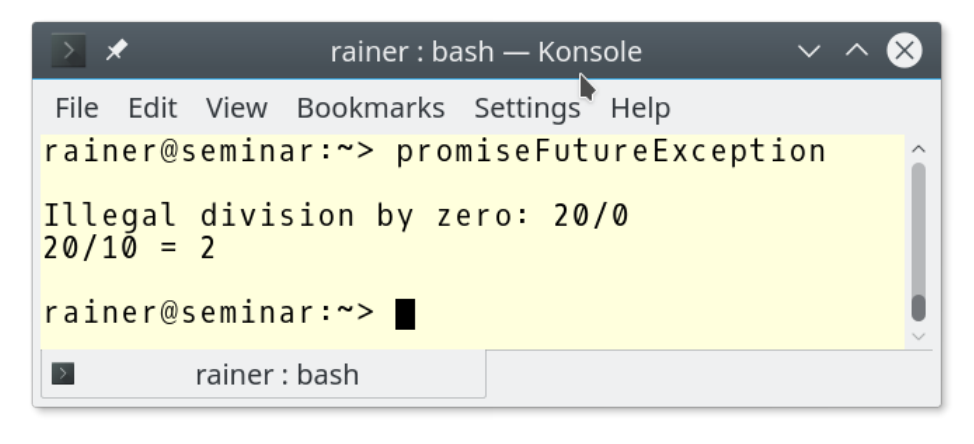 rainer : bash — Konsole
File Edit View Bookmarks Settings Help
rainer@seminar:~> promiseFutureException
Illegal division by zero: 20/0
20/10 = 2
rainer@seminar:~>
rainer : bash